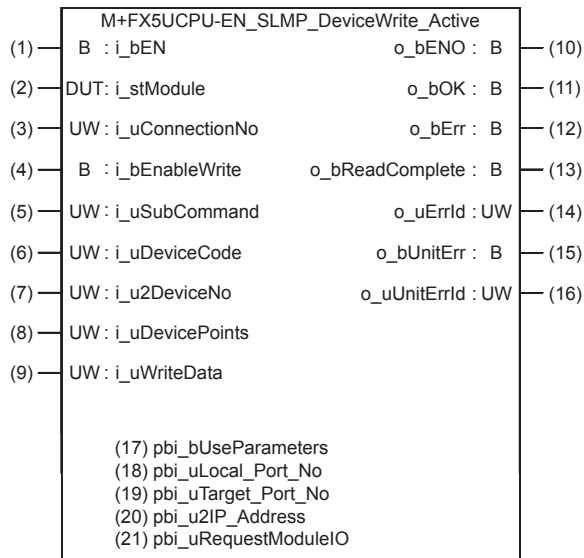 M+FX5UCPU-EN_SLMP_DeviceWrite_Active
(1) B : i_bEN o_bENO : B (10)
(2) DUT: i_stModule o_bOK : B (11)
(3) UW : i_uConnectionNo o_bErr : B (12)
(4) B : i_bEnableWrite o_bReadComplete : B (13)
(5) UW : i_uSubCommand o_uErrId : UW (14)
(6) UW : i_uDeviceCode o_bUnitErr : B (15)
(7) UW : i_u2DeviceNo o_uUnitErrId : UW (16)
(8) UW : i_uDevicePoints
(9) UW : i_uWriteData
(17) pbi_bUseParameters
(18) pbi_uLocal_Port_No
(19) pbi_uTarget_Port_No
(20) pbi_u2IP_Address
(21) pbi_uRequestModuleIO